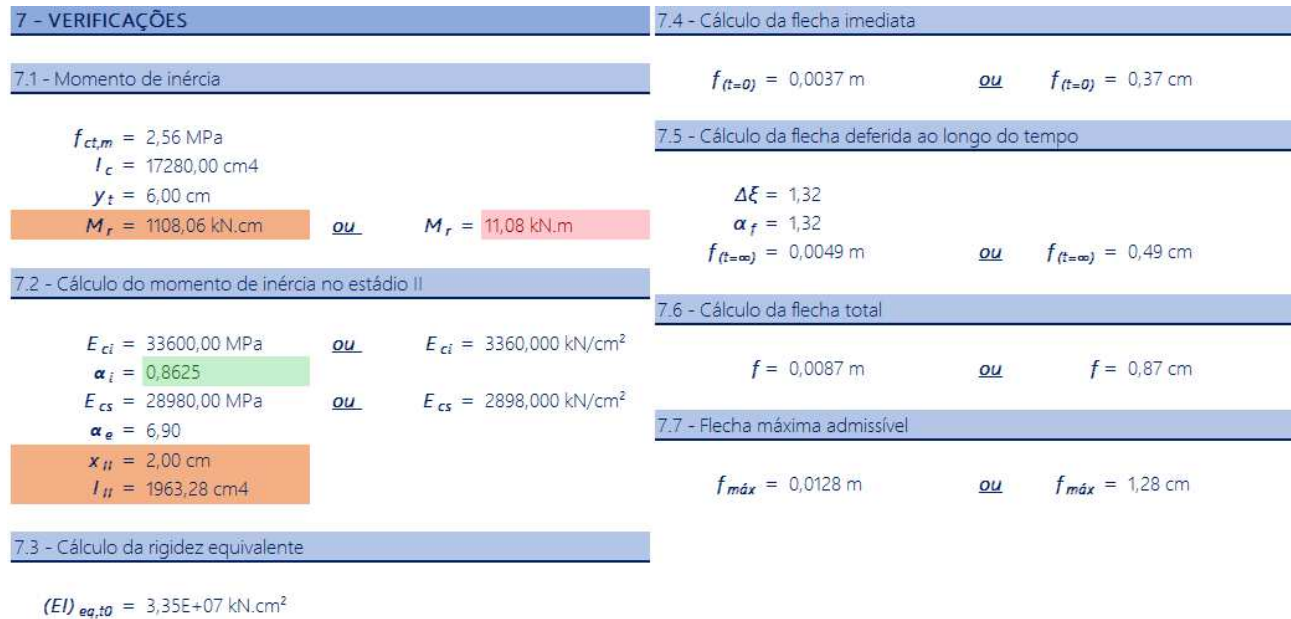 7 - VERIFICAÇÕES
7.1 - Momento de inércia
f ct,m = 2,56 MPa
I c = 17280,00 cm4
y t = 6,00 cm
M r = 1108,06 kN.cm ou M r = 11,08 kN.m
7.2 - Cálculo do momento de inércia no estádio II
E ci = 33600,00 MPa ou E ci = 3360,000 kN/cm²
α i = 0,8625
E cs = 28980,00 MPa ou E cs = 2898,000 kN/cm²
α e = 6,90
x II = 2,00 cm
I II = 1963,28 cm4
7.3 - Cálculo da rigidez equivalente
(EI) eq,t0 = 3,35E+07 kN.cm²
7.4 - Cálculo da flecha imediata
f (t=0) = 0,0037 m ou f (t=0) = 0,37 cm
7.5 - Cálculo da flecha deferida ao longo do tempo
Δξ = 1,32
α f = 1,32
f (t=∞) = 0,0049 m ou f (t=∞) = 0,49 cm
7.6 - Cálculo da flecha total
f = 0,0087 m ou f = 0,87 cm
7.7 - Flecha máxima admissível
f máx = 0,0128 m ou f máx = 1,28 cm